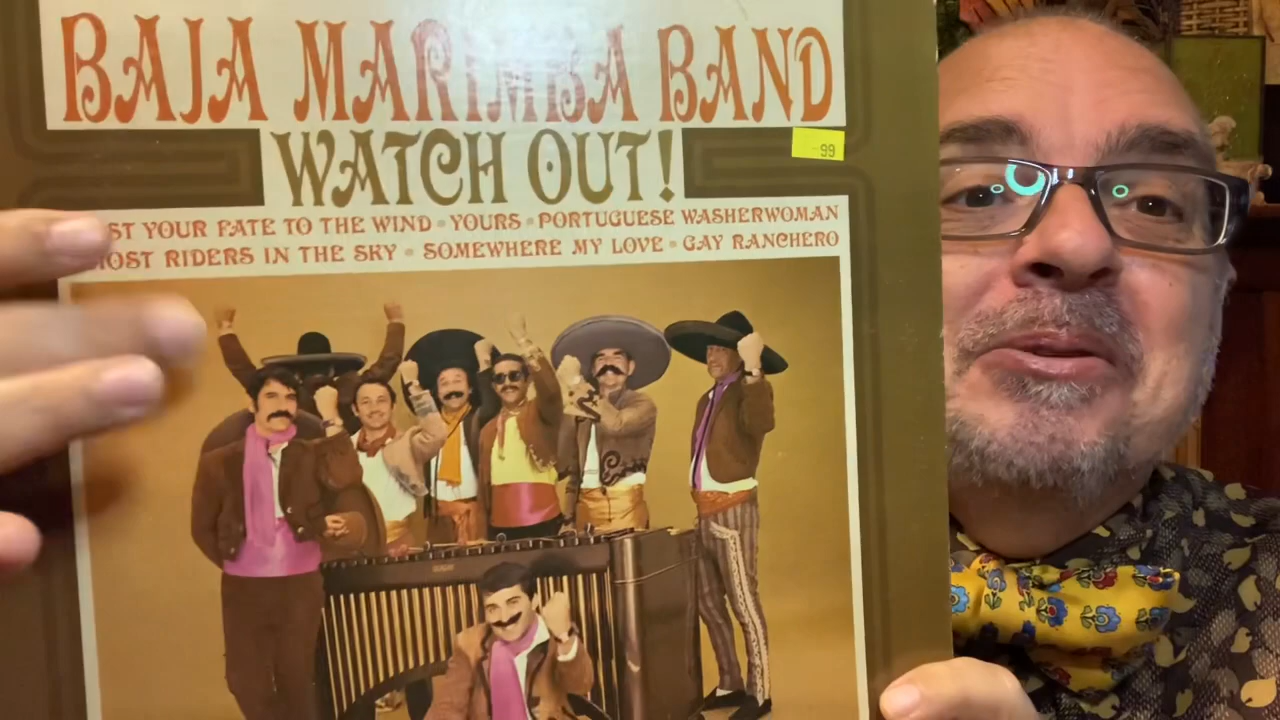 BAJA MARIMBA BAND
WATCH OUT!
99
ST YOUR FATE TO THE WIND • YOURS • PORTUGUESE WASHERWOMAN
HOST RIDERS IN THE SKY • SOMEWHERE MY LOVE • GAY RANCHERO